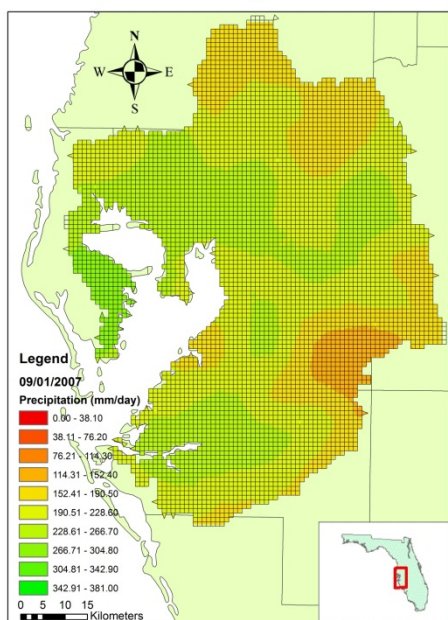 N
W E
S
Legend
09/01/2007
Precipitation (mm/day)
0.00 - 38.10
38.11 - 76.20
76.21 - 114.30
114.31 - 152.40
152.41 - 190.50
190.51 - 228.60
228.61 - 266.70
266.71 - 304.80
304.81 - 342.90
342.91 - 381.00
0 5 10 15
Kilometers